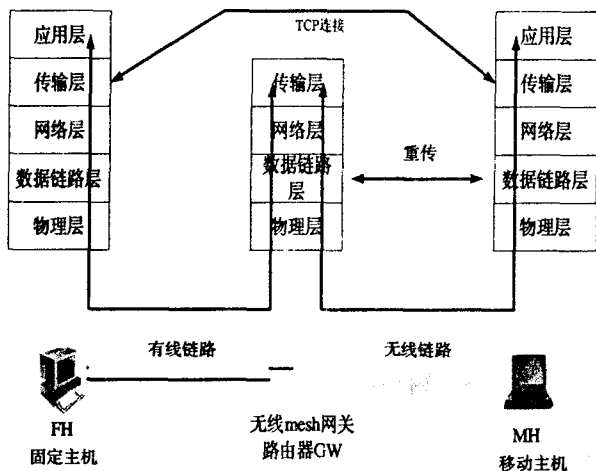 TCP连接
应用层
传输层
网络层
数据链路层
物理层
传输层
网络层
数据链路
层
物理层
应用层
传输层
网络层
数据链路层
物理层
重传
有线链路
无线链路
FH
固定主机
无线mesh网关
路由器GW
MH
移动主机